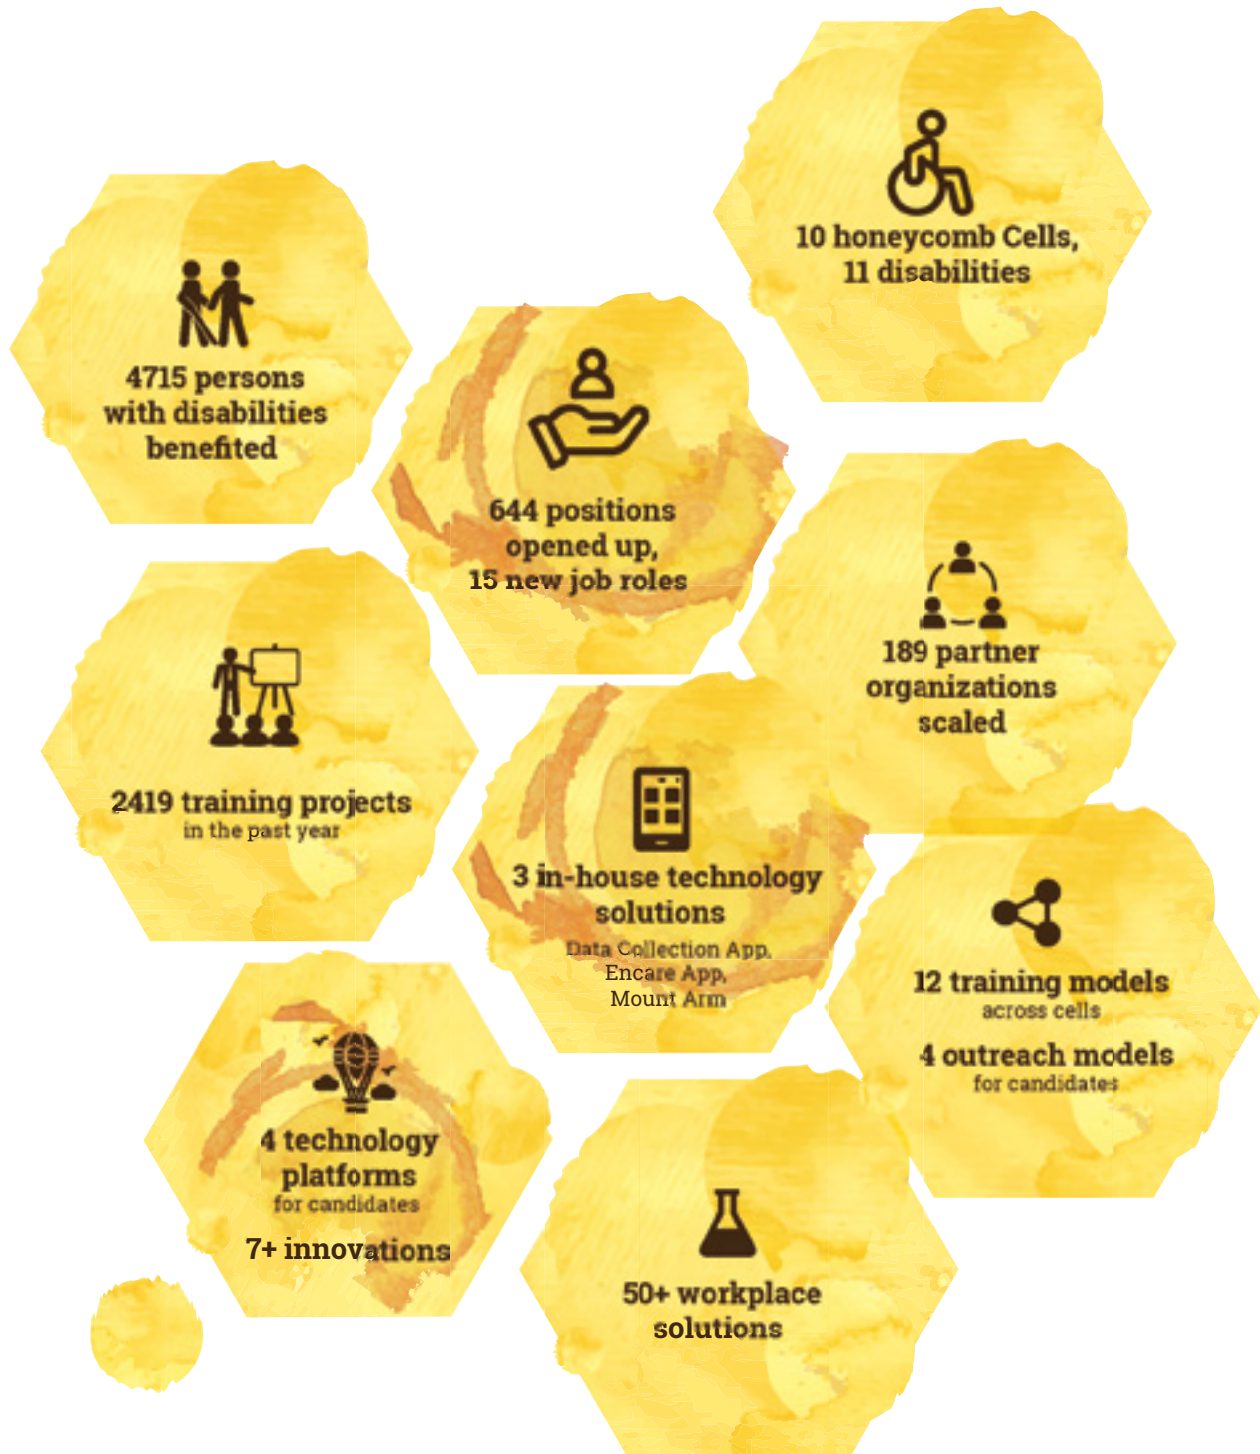 10 honeycomb Cells,
11 disabilities
4715 persons
with disabilities
benefited
644 positions
opened up,
15 new job roles
189 partner
organizations
scaled
2419 training projects
in the past year
3 in-house technology
solutions
Data Collection App,
Encare App,
Mount Arm
12 training models
across cells
4 outreach models
for candidates
4 technology
platforms
for candidates
7+ innovations
50+ workplace
solutions